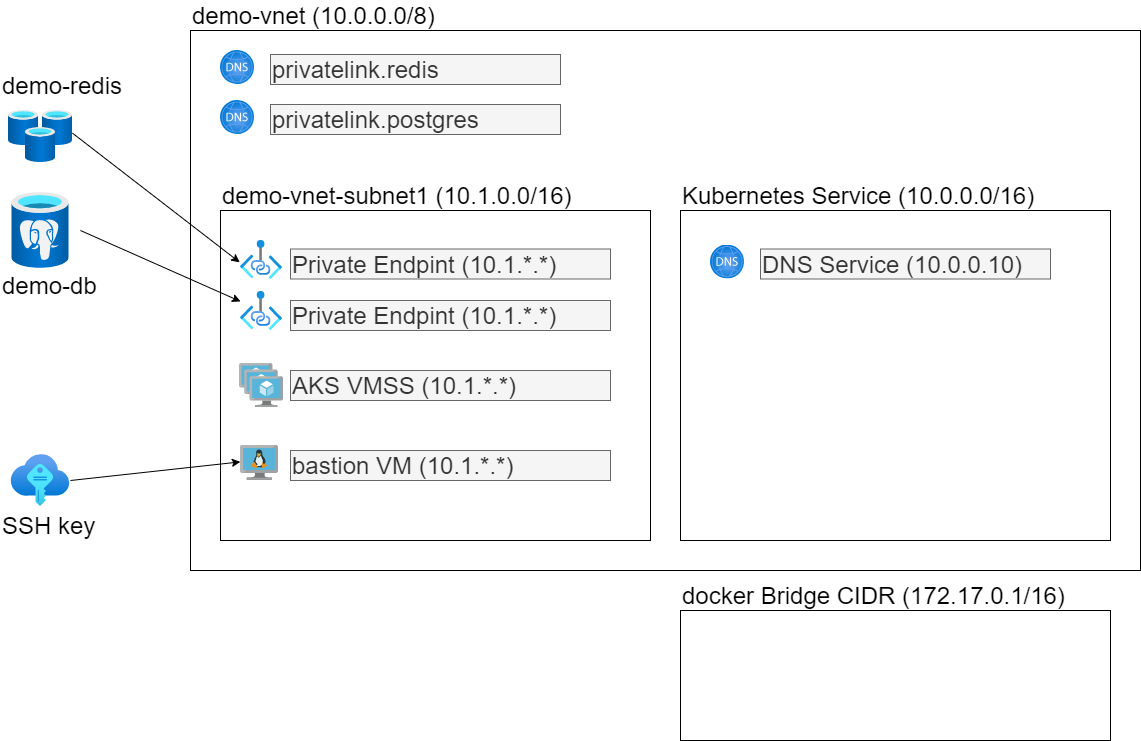 demo-vnet (10.0.0.0/8)
DNS
privatelink.redis
demo-redis
DNS
privatelink.postgres
demo-vnet-subnet1 (10.1.0.0/16)
Kubernetes Service (10.0.0.0/16)
Private Endpint (10.1.*.*)
DNS
DNS Service (10.0.0.10)
demo-db
Private Endpint (10.1.*.*)
AKS VMSS (10.1.*.*)
bastion VM (10.1.*.*)
SSH key
docker Bridge CIDR (172.17.0.1/16)